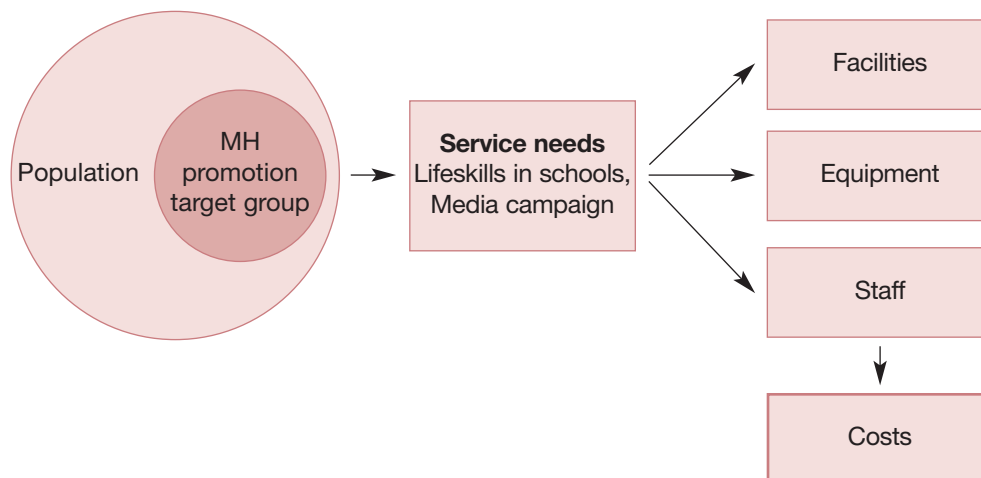 Population
MH
promotion
target group
Service needs
Lifeskills in schools,
Media campaign
Facilities
Equipment
Staff
Costs